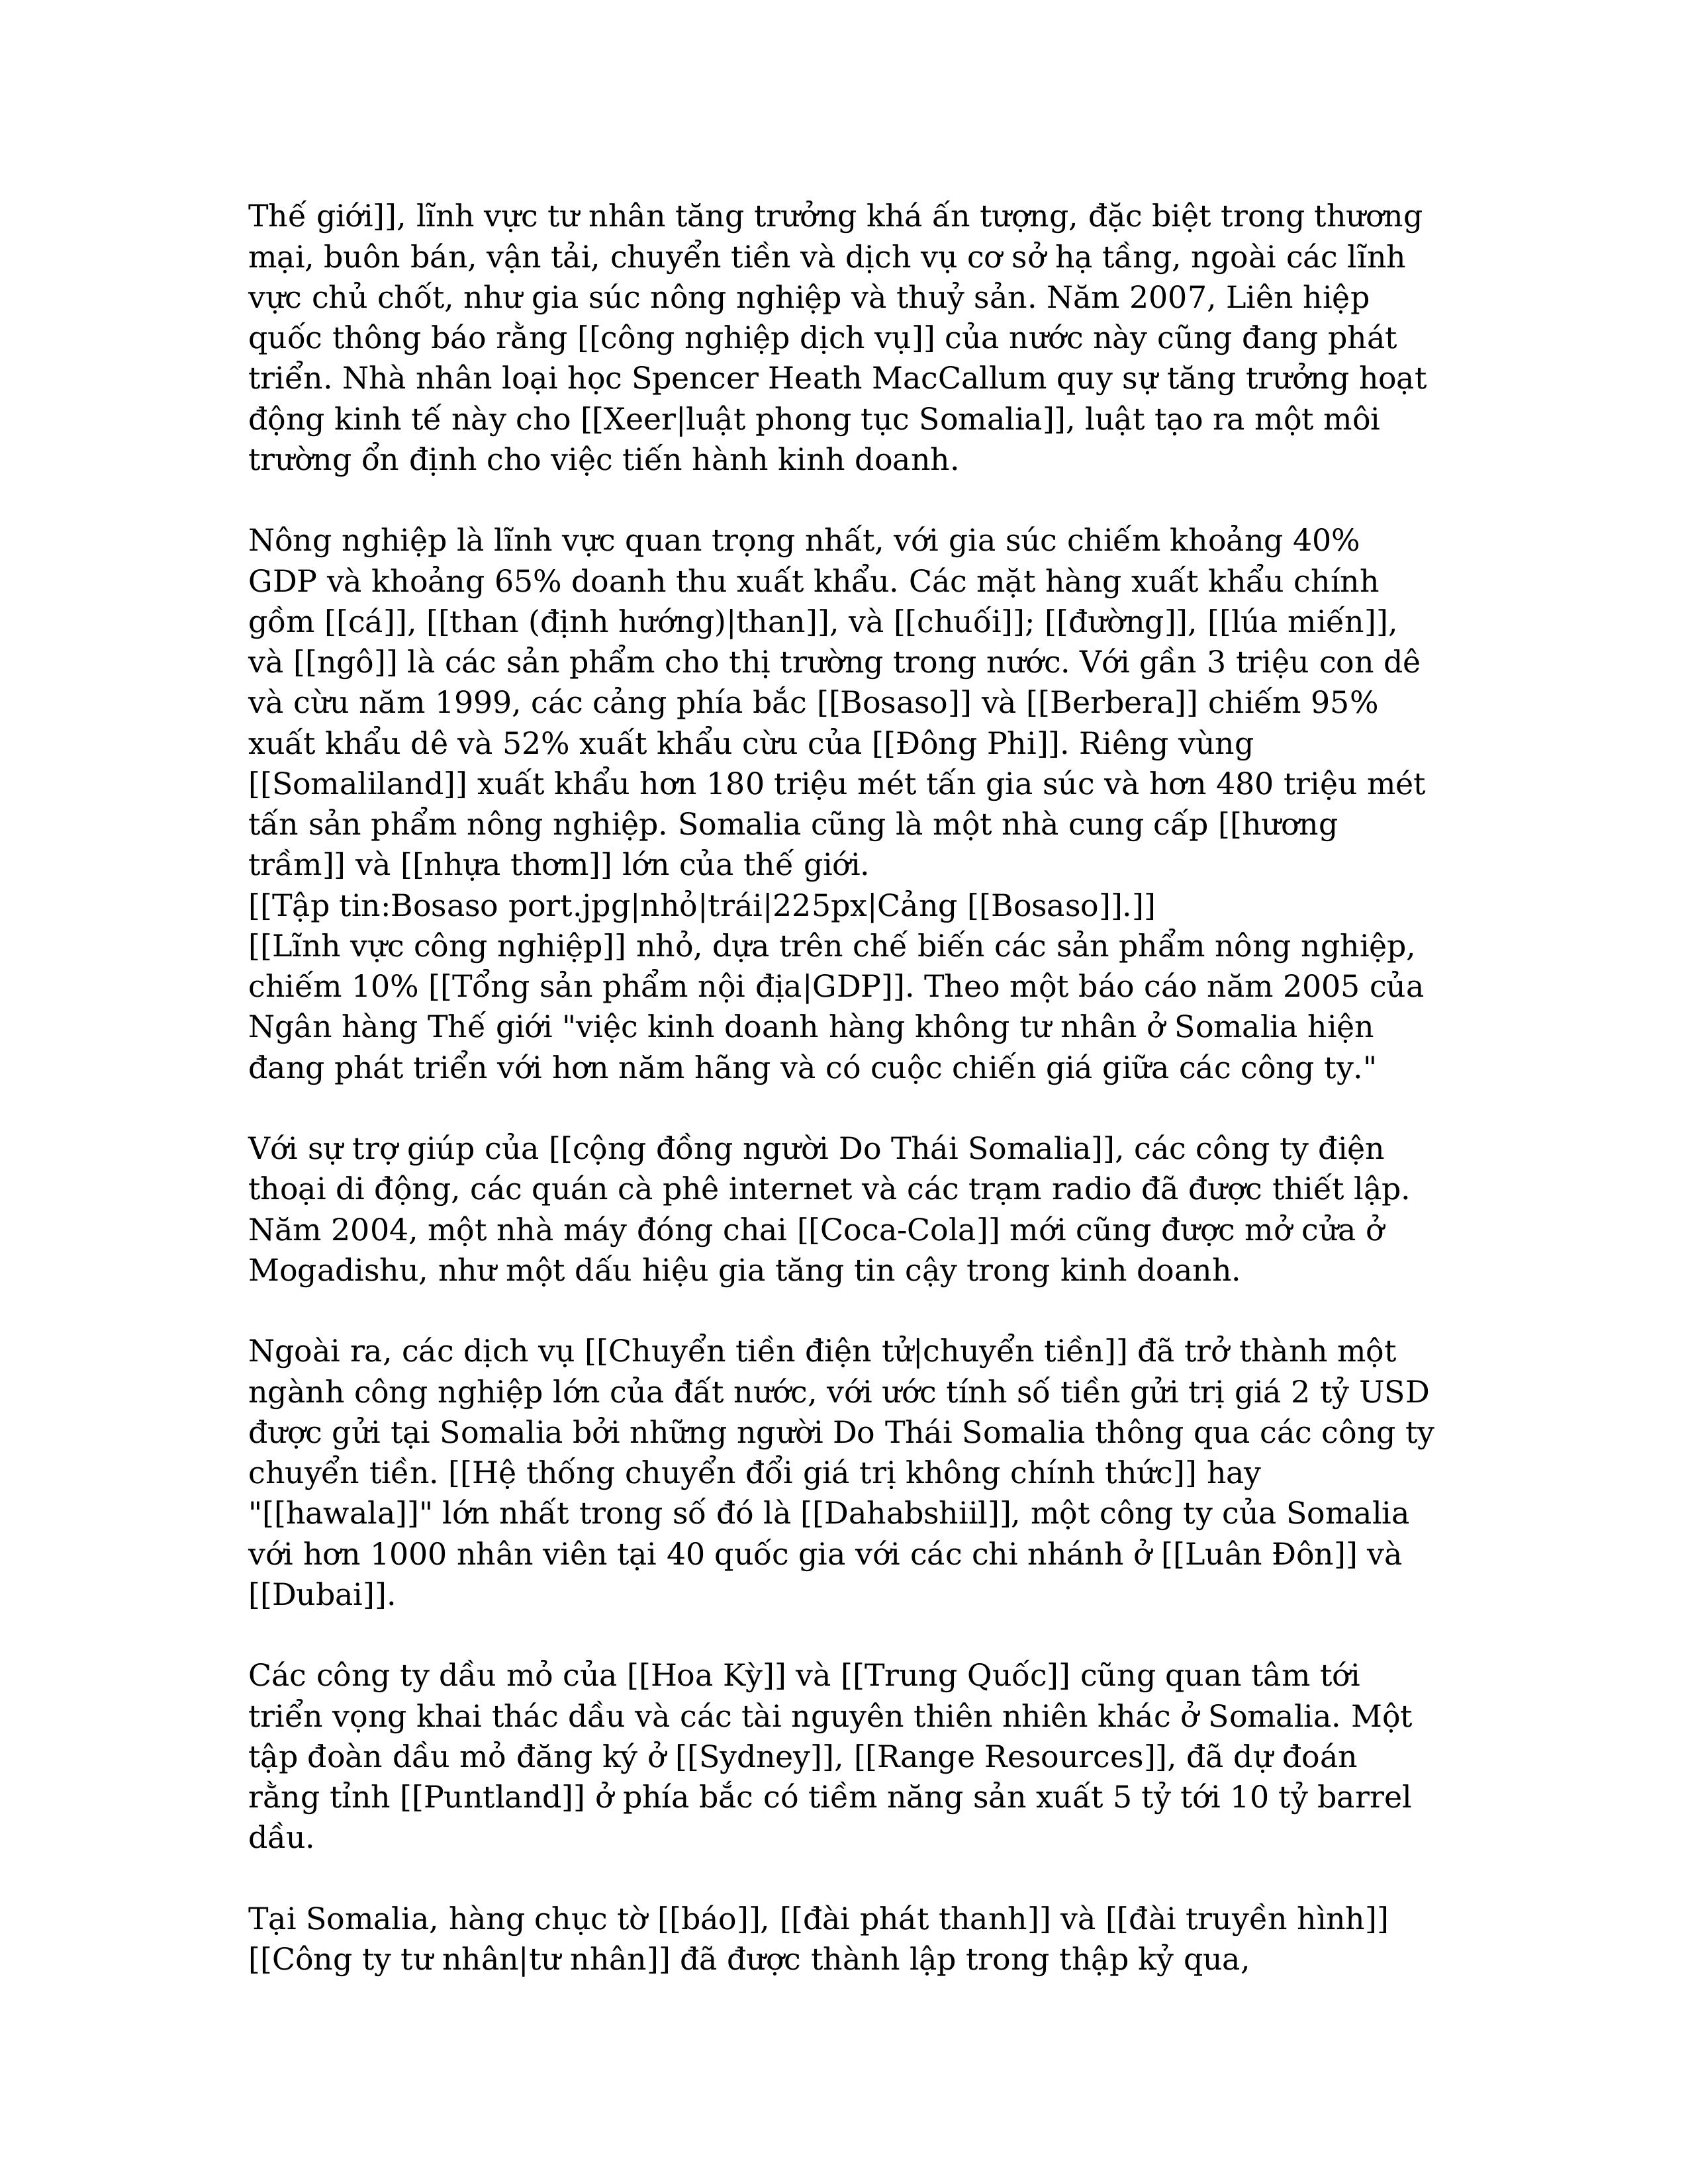 Thế giới]], lĩnh vực tư nhân tăng trưởng khá ấn tượng, đặc biệt trong thương
mại, buôn bán, vận tải, chuyển tiền và dịch vụ cơ sở hạ tầng, ngoài các lĩnh
vực chủ chốt, như gia súc nông nghiệp và thuỷ sản. Năm 2007, Liên hiệp
quốc thông báo rằng [[công nghiệp dịch vụ]] của nước này cũng đang phát
triển. Nhà nhân loại học Spencer Heath MacCallum quy sự tăng trưởng hoạt
động kinh tế này cho [[Xeer|luật phong tục Somalia]], luật tạo ra một môi
trường ổn định cho việc tiến hành kinh doanh.

Nông nghiệp là lĩnh vực quan trọng nhất, với gia súc chiếm khoảng 40%
GDP và khoảng 65% doanh thu xuất khẩu. Các mặt hàng xuất khẩu chính
gồm [[cá]], [[than (định hướng)|than]], và [[chuối]]; [[đường]], [[lúa miến]],
và [[ngô]] là các sản phẩm cho thị trường trong nước. Với gần 3 triệu con dê
và cừu năm 1999, các cảng phía bắc [[Bosaso]] và [[Berbera]] chiếm 95%
xuất khẩu dê và 52% xuất khẩu cừu của [[Đông Phi]]. Riêng vùng
[[Somaliland]] xuất khẩu hơn 180 triệu mét tấn gia súc và hơn 480 triệu mét
tấn sản phẩm nông nghiệp. Somalia cũng là một nhà cung cấp [[hương
trầm]] và [[nhựa thơm]] lớn của thế giới.
[[Tập tin:Bosaso port.jpg|nhỏ|trái|225px|Cảng [[Bosaso]].]]
[[Lĩnh vực công nghiệp]] nhỏ, dựa trên chế biến các sản phẩm nông nghiệp,
chiếm 10% [[Tổng sản phẩm nội địa|GDP]]. Theo một báo cáo năm 2005 của
Ngân hàng Thế giới "việc kinh doanh hàng không tư nhân ở Somalia hiện
đang phát triển với hơn năm hãng và có cuộc chiến giá giữa các công ty."

Với sự trợ giúp của [[cộng đồng người Do Thái Somalia]], các công ty điện
thoại di động, các quán cà phê internet và các trạm radio đã được thiết lập.
Năm 2004, một nhà máy đóng chai [[Coca-Cola]] mới cũng được mở cửa ở
Mogadishu, như một dấu hiệu gia tăng tin cậy trong kinh doanh.

Ngoài ra, các dịch vụ [[Chuyển tiền điện tử|chuyển tiền]] đã trở thành một
ngành công nghiệp lớn của đất nước, với ước tính số tiền gửi trị giá 2 tỷ USD
được gửi tại Somalia bởi những người Do Thái Somalia thông qua các công ty
chuyển tiền. [[Hệ thống chuyển đổi giá trị không chính thức]] hay
"[[hawala]]" lớn nhất trong số đó là [[Dahabshiil]], một công ty của Somalia
với hơn 1000 nhân viên tại 40 quốc gia với các chi nhánh ở [[Luân Đôn]] và
[[Dubai]].

Các công ty dầu mỏ của [[Hoa Kỳ]] và [[Trung Quốc]] cũng quan tâm tới
triển vọng khai thác dầu và các tài nguyên thiên nhiên khác ở Somalia. Một
tập đoàn dầu mỏ đăng ký ở [[Sydney]], [[Range Resources]], đã dự đoán
rằng tỉnh [[Puntland]] ở phía bắc có tiềm năng sản xuất 5 tỷ tới 10 tỷ barrel
dầu.

Tại Somalia, hàng chục tờ [[báo]], [[đài phát thanh]] và [[đài truyền hình]]
[[Công ty tư nhân|tư nhân]] đã được thành lập trong thập kỷ qua,